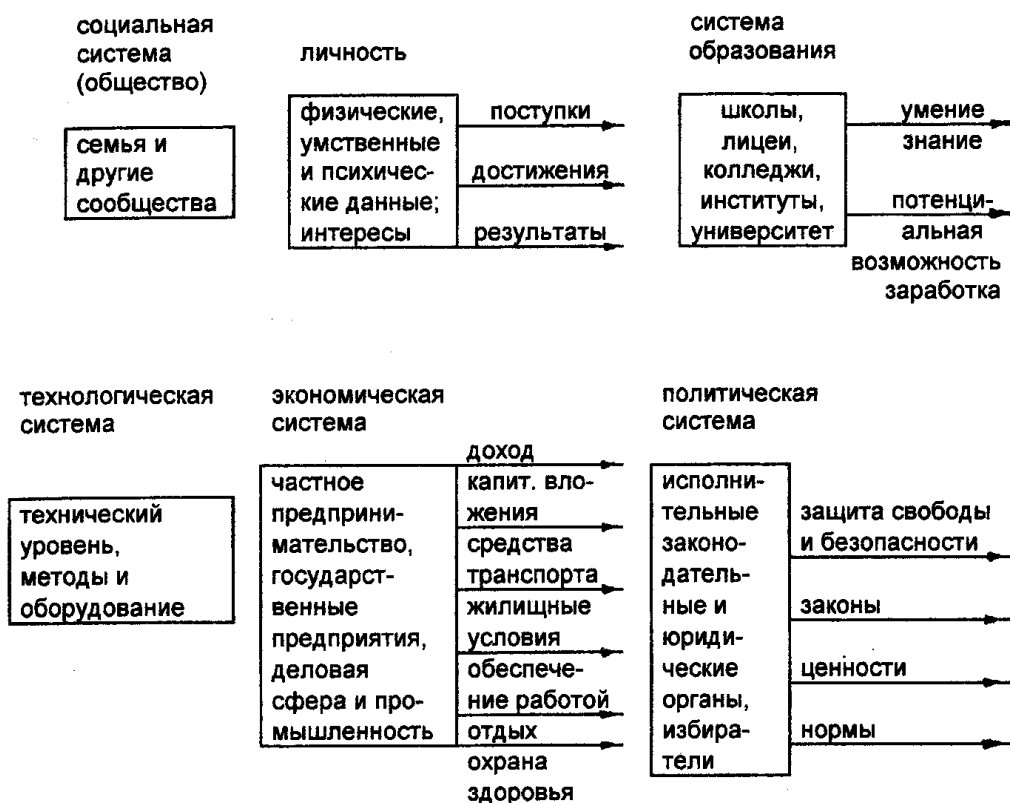 социальная
система
(общество)
семья и
другие
сообщества
личность
физические,
умственные
и психичес-
кие данные;
интересы
поступки
достижения
результаты
система
образования
школы,
лицеи,
колледжи,
институты,
университет
умение
знание
потенци-
альная
возможность
заработка
технологическая
система
технический
уровень,
методы и
оборудование
экономическая
система
частное
предприни-
мательство,
государст-
венные
предприятия,
деловая
сфера и про-
мышленность
доход
капит. вло-
жения
средства
транспорта
жилищные
условия
обеспече-
ние работой
отдых
охрана
здоровья
политическая
система
исполни-
тельные
законо-
датель-
ные и
юриди-
ческие
органы,
избира-
тели
защита свободы
и безопасности
законы
ценности
нормы